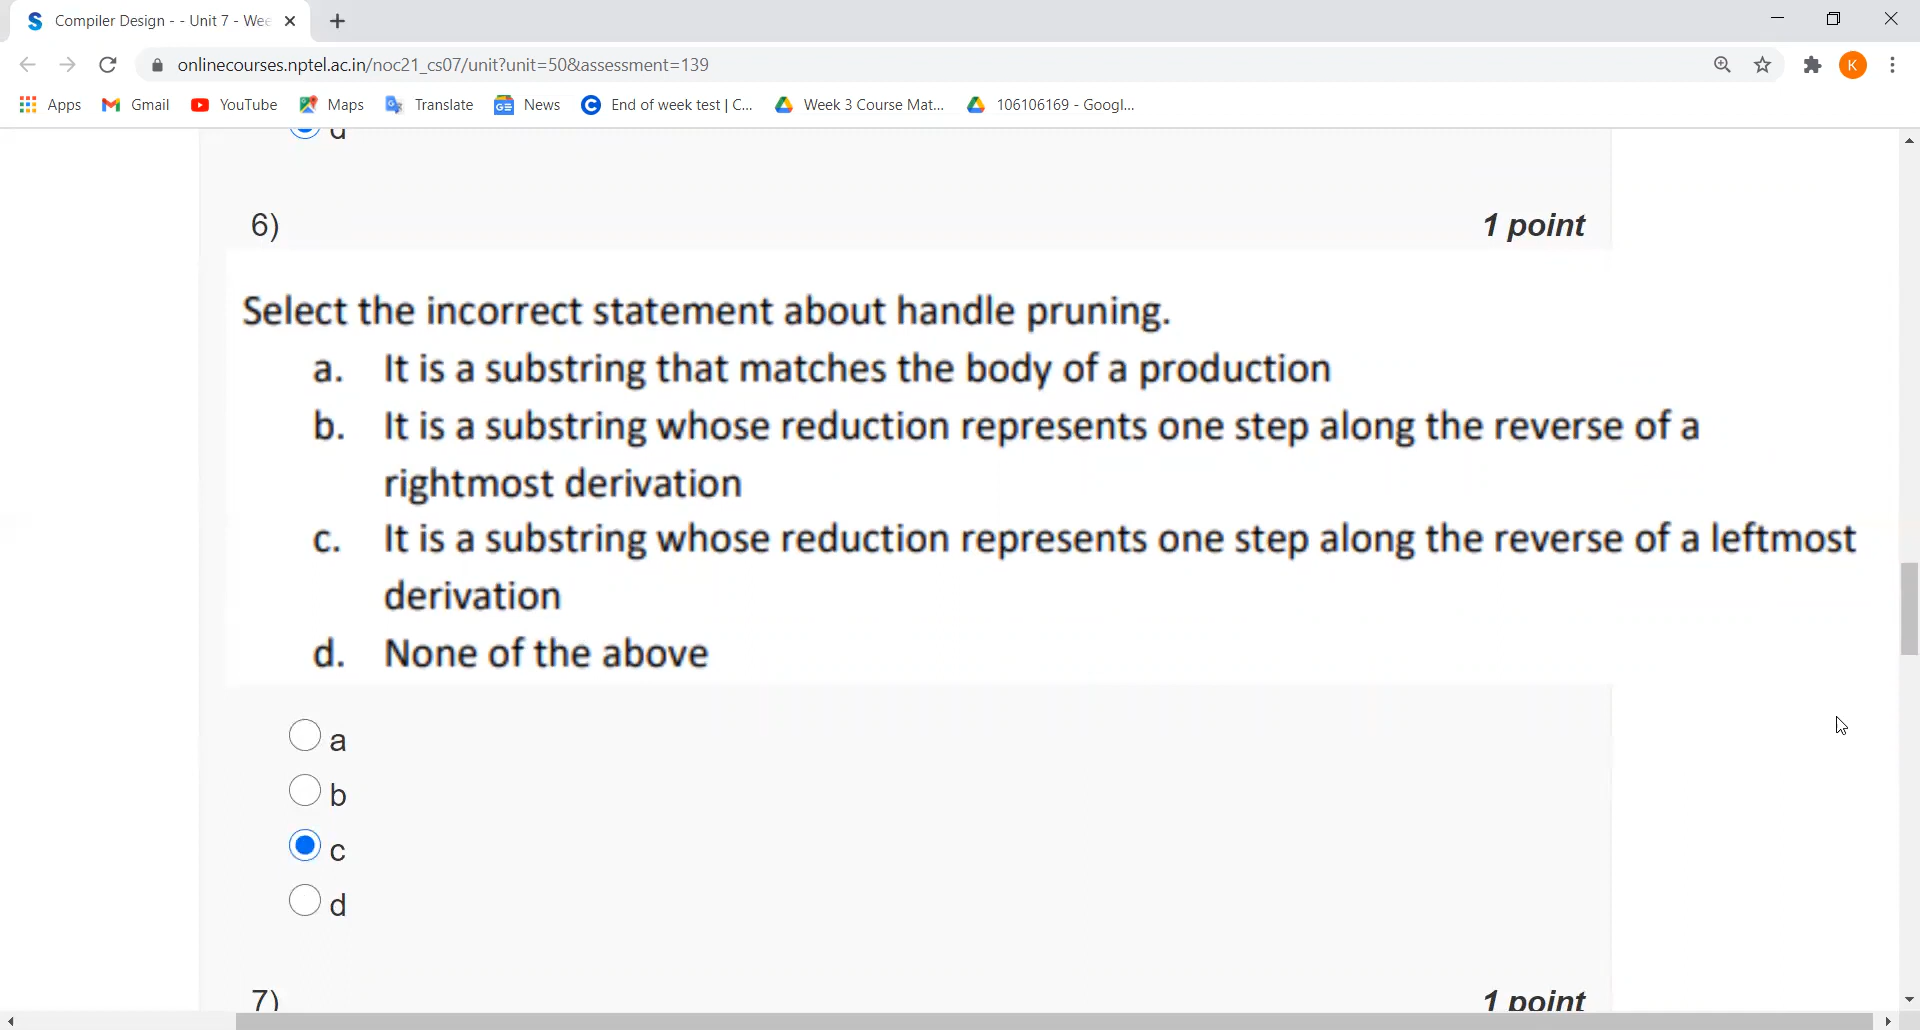 Compiler Design - - Unit 7 - Wee
onlinecourses.nptel.ac.in/noc21_cs07/unit?unit=50&assessment=139
K
Apps Gmail YouTube Maps Translate News End of week test | C... Week 3 Course Mat... 106106169 - Googl...
d
6) 1 point
Select the incorrect statement about handle pruning.
a. It is a substring that matches the body of a production
b. It is a substring whose reduction represents one step along the reverse of a
rightmost derivation
c. It is a substring whose reduction represents one step along the reverse of a leftmost
derivation
d. None of the above
a
b
c
d
7) 1 point